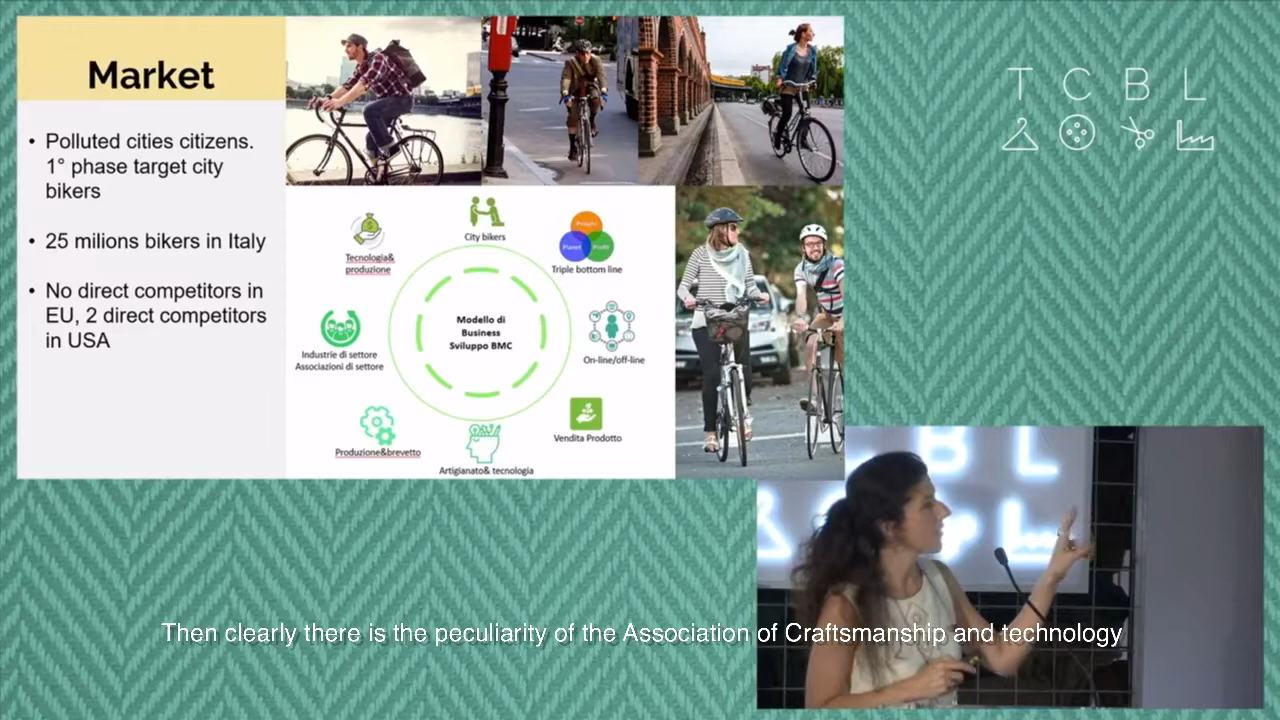 Market
• Polluted cities citizens.
1° phase target city
bikers
• 25 milions bikers in Italy
• No direct competitors in
EU, 2 direct competitors
in USA
City bikers
Tecnologia&
produzione
People
Planet
Profit
Triple bottom line
Modello di
Business
Sviluppo BMC
Industrie di settore
Associazioni di settore
On-line/off-line
Produzione&brevetto
Vendita Prodotto
Artigianato& tecnologia
T C B L
B L
Then clearly there is the peculiarity of the Association of Craftsmanship and technology